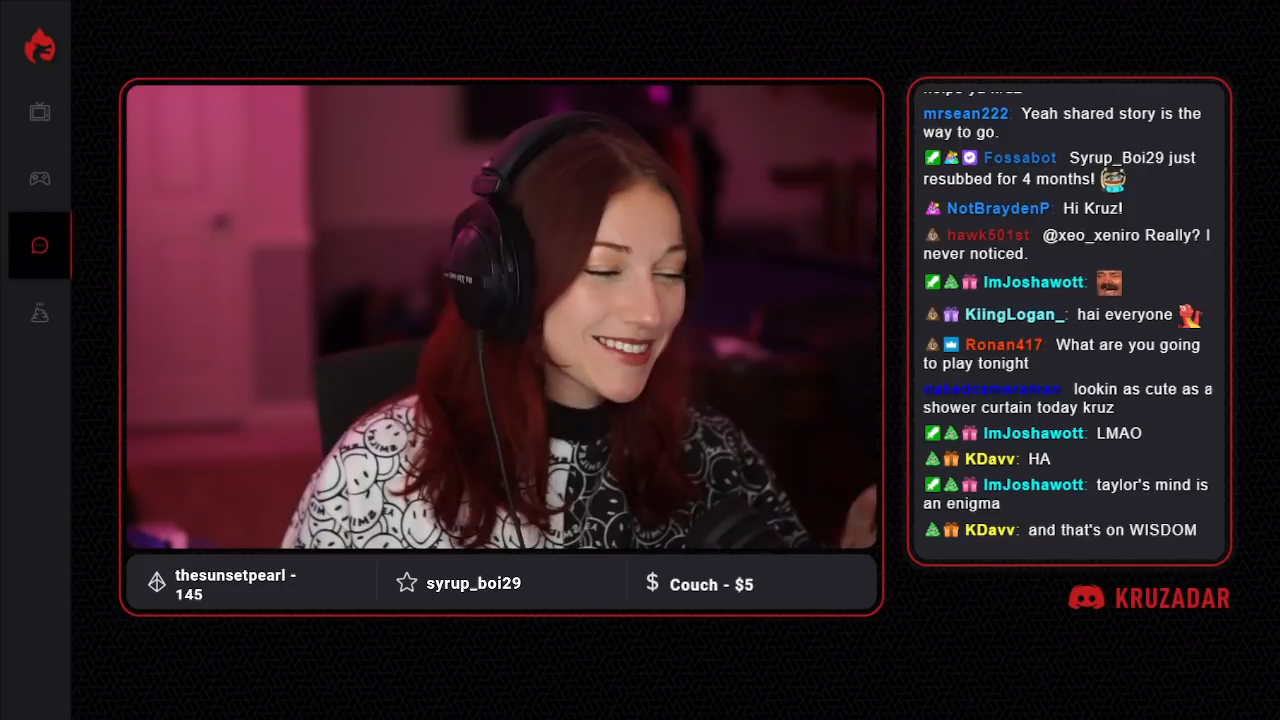 mrsean222: Yeah shared story is the
way to go.
Fossabot: Syrup_Boi29 just
resubbed for 4 months!
NotBraydenP: Hi Kruz!
hawk501st: @xeo_xeniro Really? I
never noticed.
ImJoshawott:
KiingLogan_: hai everyone
Ronan417: What are you going
to play tonight
nakedcameraman: lookin as cute as a
shower curtain today kruz
ImJoshawott: LMAO
KDavv: HA
ImJoshawott: taylor's mind is
an enigma
KDavv: and that's on WISDOM
thesunsetpearl -
145
syrup_boi29
Couch - $5
KRUZADAR